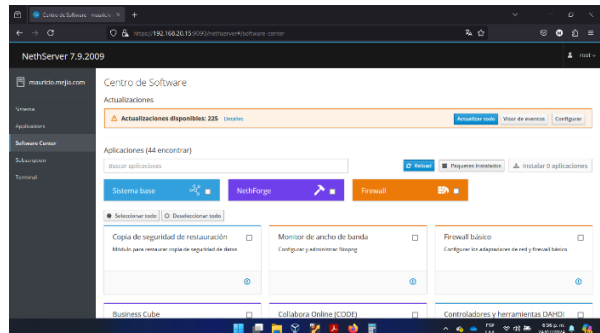 Centro de Software - mauricio.m
https://192.168.20.15:9090/nethserver#/software-center
NethServer 7.9.2009
root
mauricio.mejia.com
Sistema
Applications
Software Center
Subscription
Terminal
Centro de Software
Actualizaciones
Actualizaciones disponibles: 225 Detalles
Actualizar todo
Visor de eventos
Configurar
Aplicaciones (44 encontrar)
Buscar aplicaciones
Reload
Paquetes Instalados
Instalar 0 aplicaciones
Sistema base
NethForge
Firewall
Seleccionar todo
Deseleccionar todo
Copia de seguridad de restauración
Módulo para restaurar copia de seguridad de datos
Monitor de ancho de banda
Configurar y administrar Ntopng
Firewall básico
Configurar los adaptadores de red y firewall básico
Business Cube
Collabora Online (CODE)
Controladores y herramientas DAHDI
ESP
6:56 p. m.